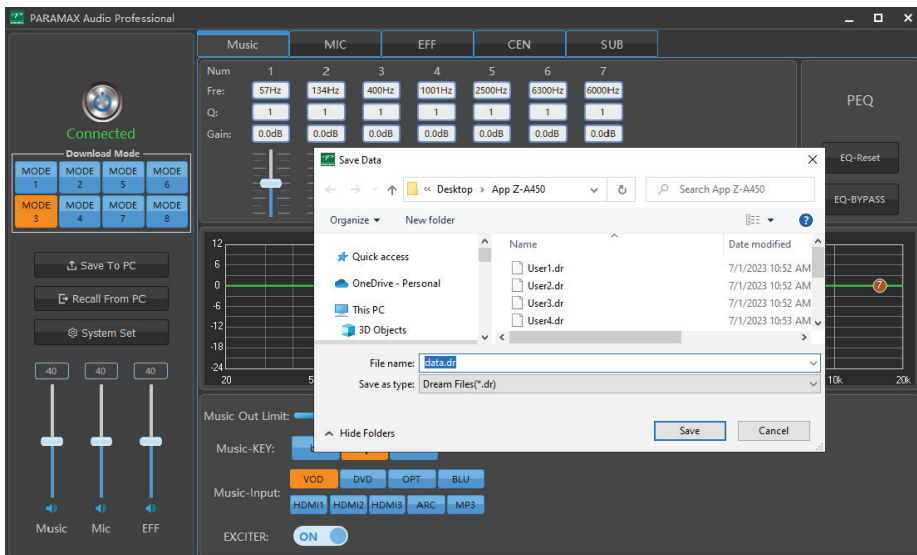 PARAMAX Audio Professional
Music MIC EFF CEN SUB
Num 1 2 3 4 5 6 7
Fre: 57Hz 134Hz 400Hz 1001Hz 2500Hz 6300Hz 6000Hz
Q: 1 1 1 1 1 1 1
Gain: 0.0dB 0.0dB 0.0dB 0.0dB 0.0dB 0.0dB 0.0dB
PEQ
EQ-Reset
EQ-BYPASS
Connected
Download Mode
MODE 1 MODE 2 MODE 5 MODE 6
MODE 3 MODE 4 MODE 7 MODE 8
Save To PC
Recall From PC
System Set
40 40 40
Music Mic EFF
Save Data
« Desktop › App Z-A450
Search App Z-A450
Organize New folder
Quick access
OneDrive - Personal
This PC
3D Objects
Name Date modified
User1.dr 7/1/2023 10:52 AM
User2.dr 7/1/2023 10:52 AM
User3.dr 7/1/2023 10:52 AM
User4.dr 7/1/2023 10:53 AM
File name: data.dr
Save as type: Dream Files(*.dr)
Hide Folders
Save Cancel
12
6
0
-6
-12
-18
-24
7
20 5 10k 20k
Music Out Limit:
Music-KEY:
Music-Input: VOD DVD OPT BLU
HDMI1 HDMI2 HDMI3 ARC MP3
EXCITER: ON